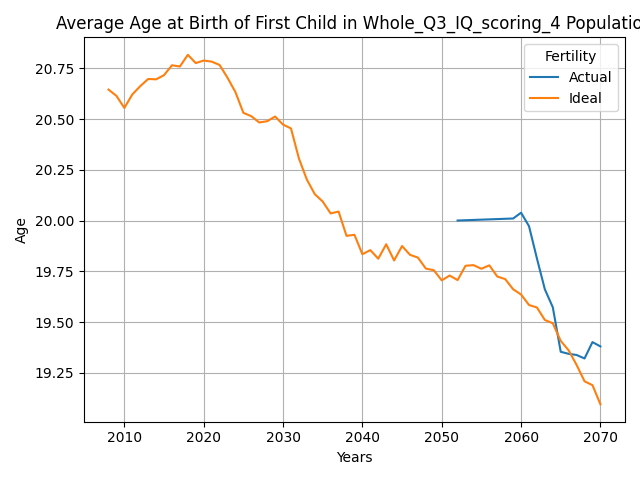 Average Age at Birth of First Child in Whole_Q3_IQ_scoring_4 Populatio
Fertility
Actual
Ideal
20.75
20.50
20.25
20.00
19.75
19.50
19.25
Age
2010 2020 2030 2040 2050 2060 2070
Years